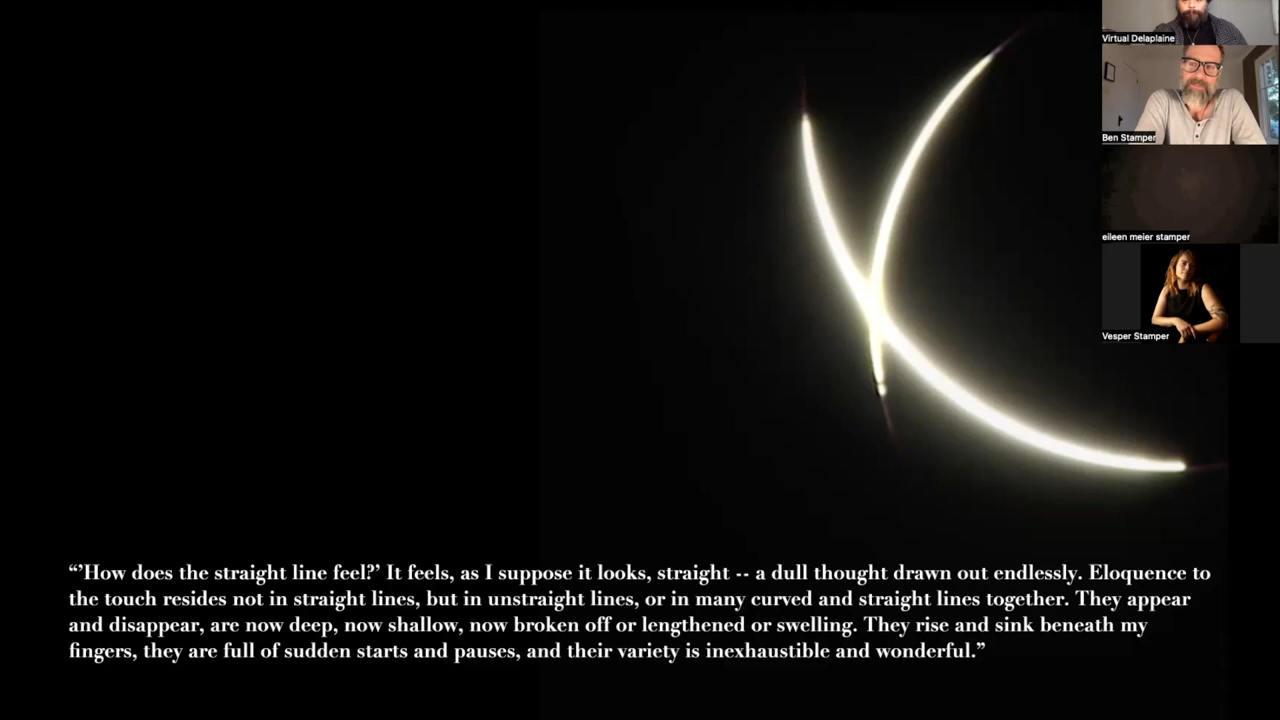 Virtual Delaplaine
Ben Stamper
eileen meier stamper
Vesper Stamper
“’How does the straight line feel?’ It feels, as I suppose it looks, straight -- a dull thought drawn out endlessly. Eloquence to
the touch resides not in straight lines, but in unstraight lines, or in many curved and straight lines together. They appear
and disappear, are now deep, now shallow, now broken off or lengthened or swelling. They rise and sink beneath my
fingers, they are full of sudden starts and pauses, and their variety is inexhaustible and wonderful.”